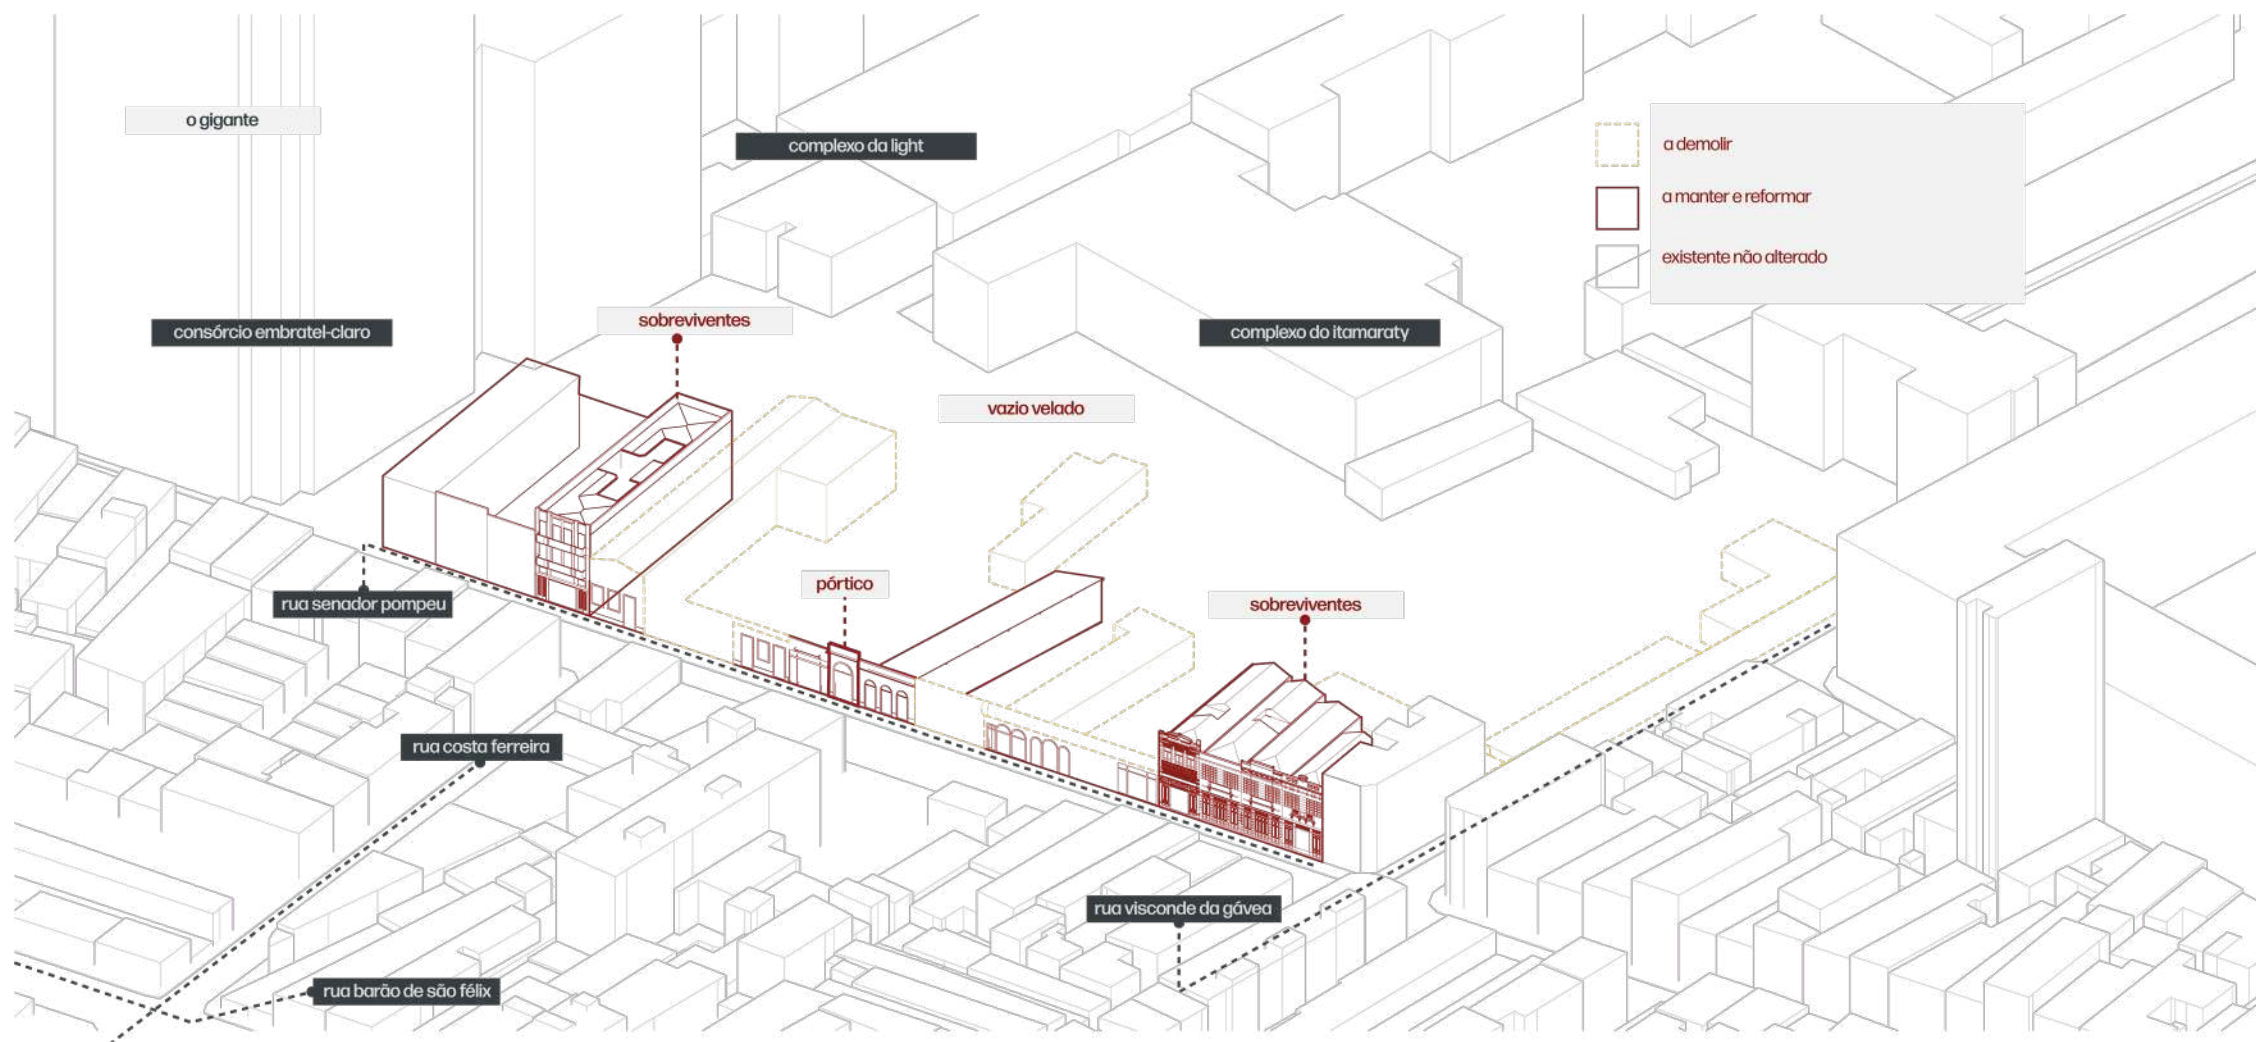 o gigante
complexo da light
a demolir
a manter e reformar
existente não alterado
consórcio embratel-claro
sobreviventes
complexo do itamaraty
vazio velado
pórtico
rua senador pompeu
sobreviventes
rua costa ferreira
rua visconde da gávea
rua barão de são félix